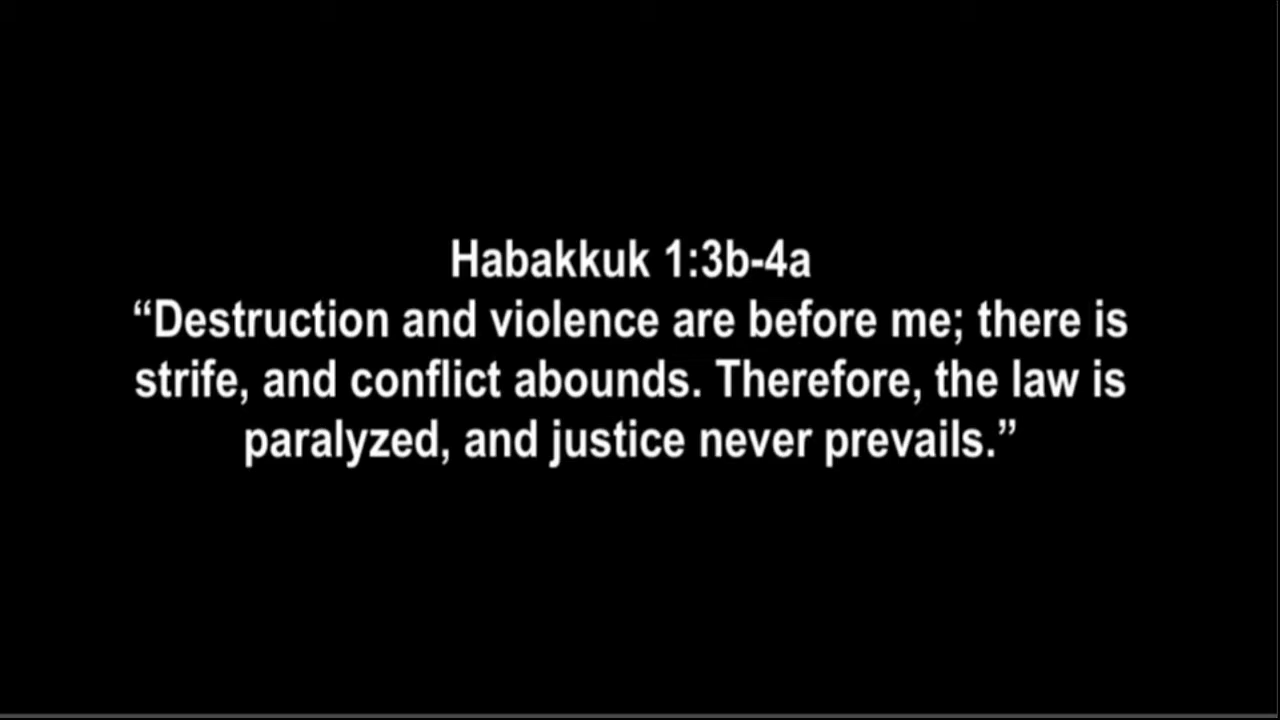 Habakkuk 1:3b-4a
“Destruction and violence are before me; there is
strife, and conflict abounds. Therefore, the law is
paralyzed, and justice never prevails.”